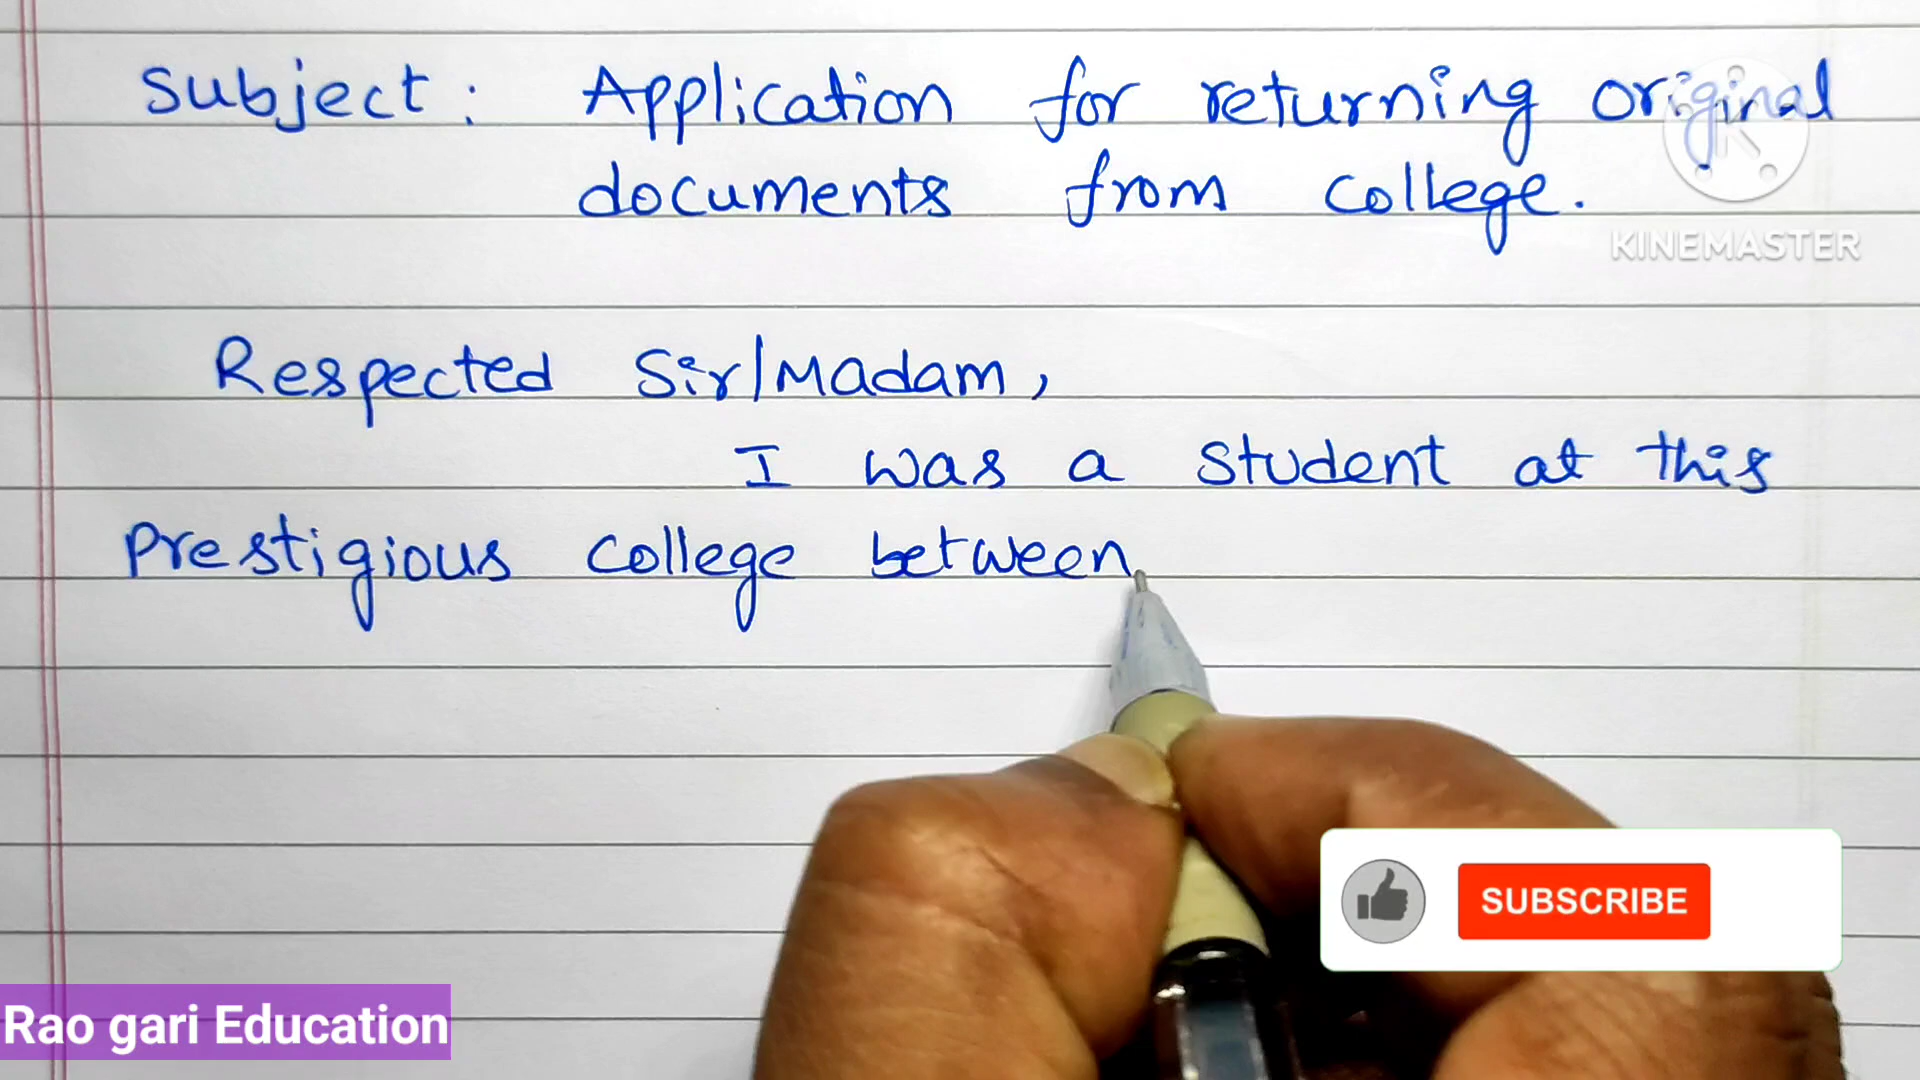 Subject: Application for returning original
documents from college.
KINEMASTER
Respected Sir/Madam,
I was a student at this
prestigious college between
SUBSCRIBE
Rao gari Education